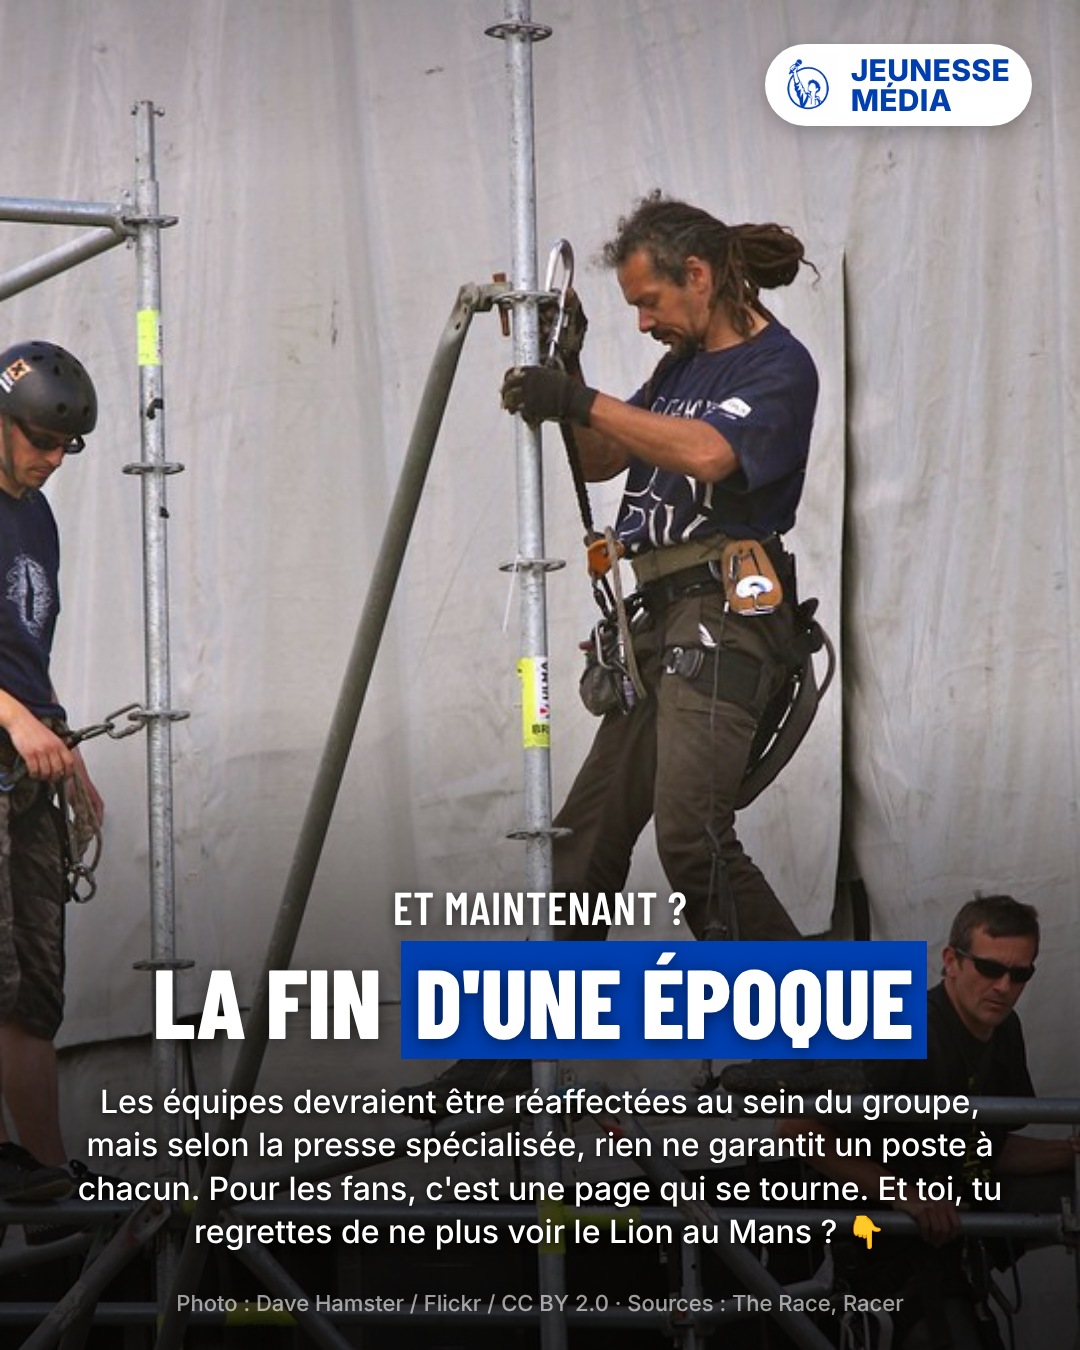 JEUNESSE
MÉDIA
ET MAINTENANT ?
LA FIN D'UNE ÉPOQUE
Les équipes devraient être réaffectées au sein du groupe,
mais selon la presse spécialisée, rien ne garantit un poste à
chacun. Pour les fans, c'est une page qui se tourne. Et toi, tu
regrettes de ne plus voir le Lion au Mans ? 👇
Photo : Dave Hamster / Flickr / CC BY 2.0 · Sources : The Race, Racer